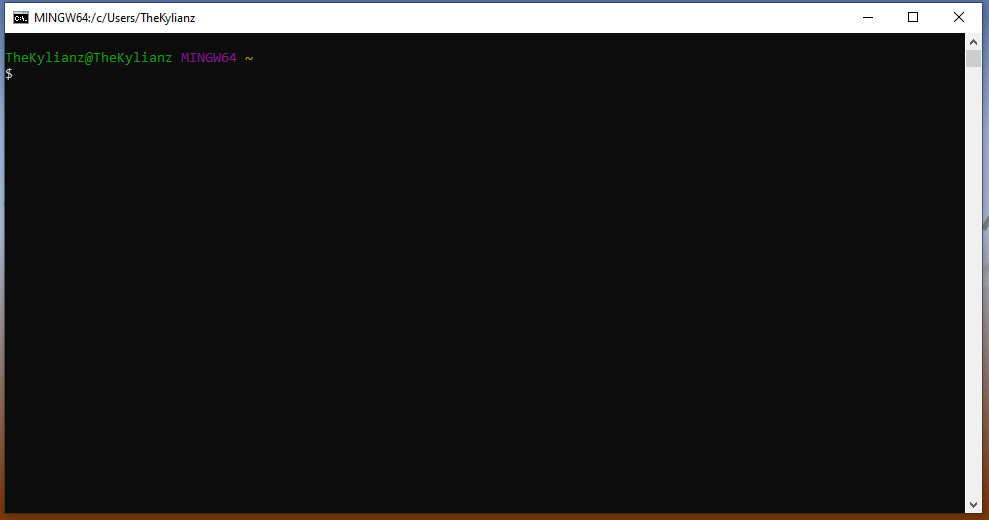 MINGW64:/c/Users/TheKylianz
TheKylianz@TheKylianz MINGW64 ~
$